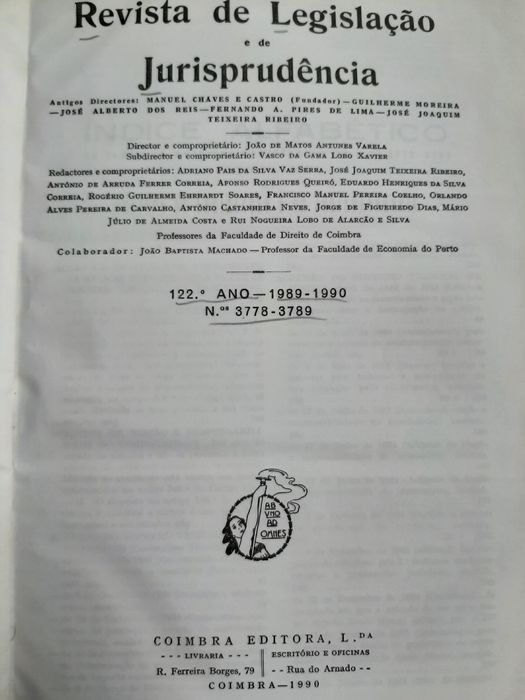 Revista de Legislação
e de
Jurisprudência
Antigos Directores: MANUEL CHAVES E CASTRO (Fundador) — GUILHERME MOREIRA
— JOSÉ ALBERTO DOS REIS — FERNANDO A. PIRES DE LIMA — JOSÉ JOAQUIM
TEIXEIRA RIBEIRO
Director e comproprietário: JOÃO DE MATOS ANTUNES VARELA
Subdirector e comproprietário: VASCO DA GAMA LOBO XAVIER
Redactores e comproprietários: ADRIANO PAIS DA SILVA VAZ SERRA, JOSÉ JOAQUIM TEIXEIRA RIBEIRO,
ANTÓNIO DE ARRUDA FERRER CORREIA, AFONSO RODRIGUES QUEIRÓ, EDUARDO HENRIQUES DA SILVA
CORREIA, ROGÉRIO GUILHERME EHRHARDT SOARES, FRANCISCO MANUEL PEREIRA COELHO, ORLANDO
ALVES PEREIRA DE CARVALHO, ANTÓNIO CASTANHEIRA NEVES, JORGE DE FIGUEIREDO DIAS, MÁRIO
JÚLIO DE ALMEIDA COSTA e RUI NOGUEIRA LOBO DE ALARCÃO E SILVA
Professores da Faculdade de Direito de Coimbra
Colaborador: JOÃO BAPTISTA MACHADO — Professor da Faculdade de Economia do Porto
122.º ANO — 1989-1990
N.os 3778-3789
AB
VNO
AD
OMNES
COIMBRA EDITORA, L.DA
- - - LIVRARIA - - -
R. Ferreira Borges, 79
ESCRITÓRIO E OFICINAS
- - Rua do Arnado - -
COIMBRA — 1990